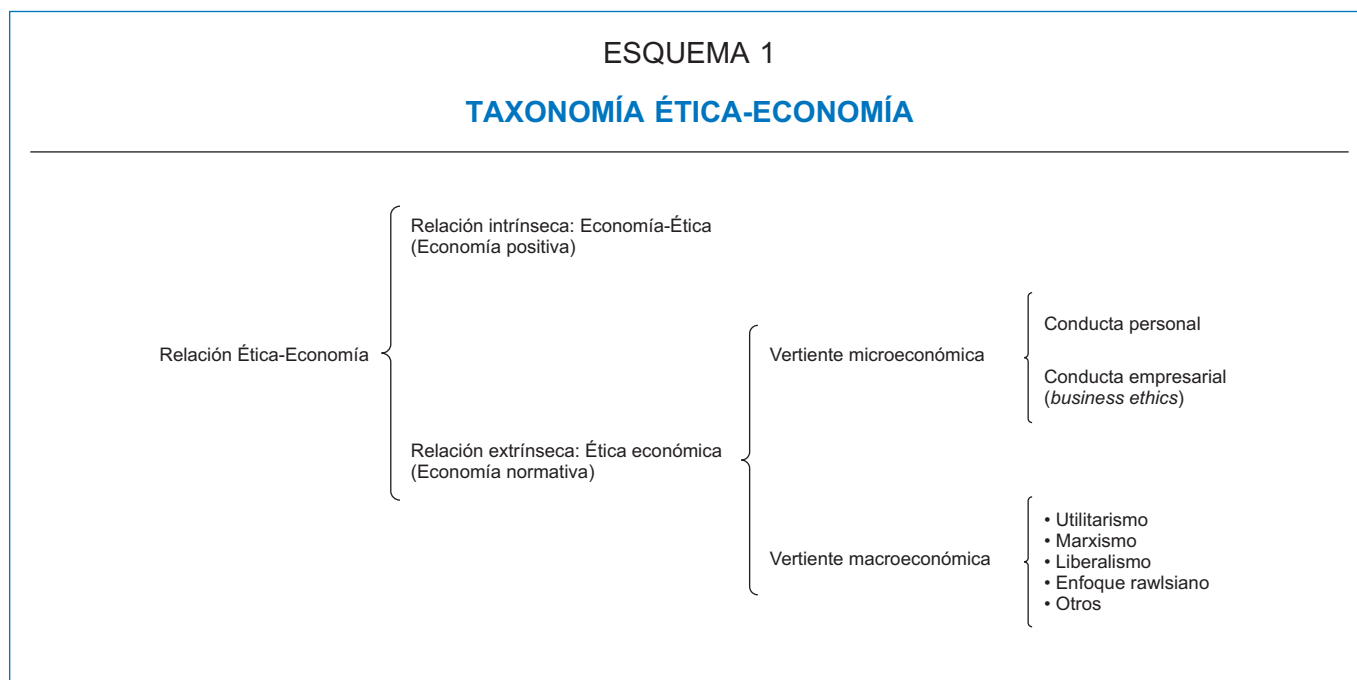 ESQUEMA 1
TAXONOMÍA ÉTICA-ECONOMÍA
Relación Ética-Economía
Relación intrínseca: Economía-Ética
(Economía positiva)
Relación extrínseca: Ética económica
(Economía normativa)
Vertiente microeconómica
Conducta personal
Conducta empresarial
(business ethics)
Vertiente macroeconómica
• Utilitarismo
• Marxismo
• Liberalismo
• Enfoque rawlsiano
• Otros